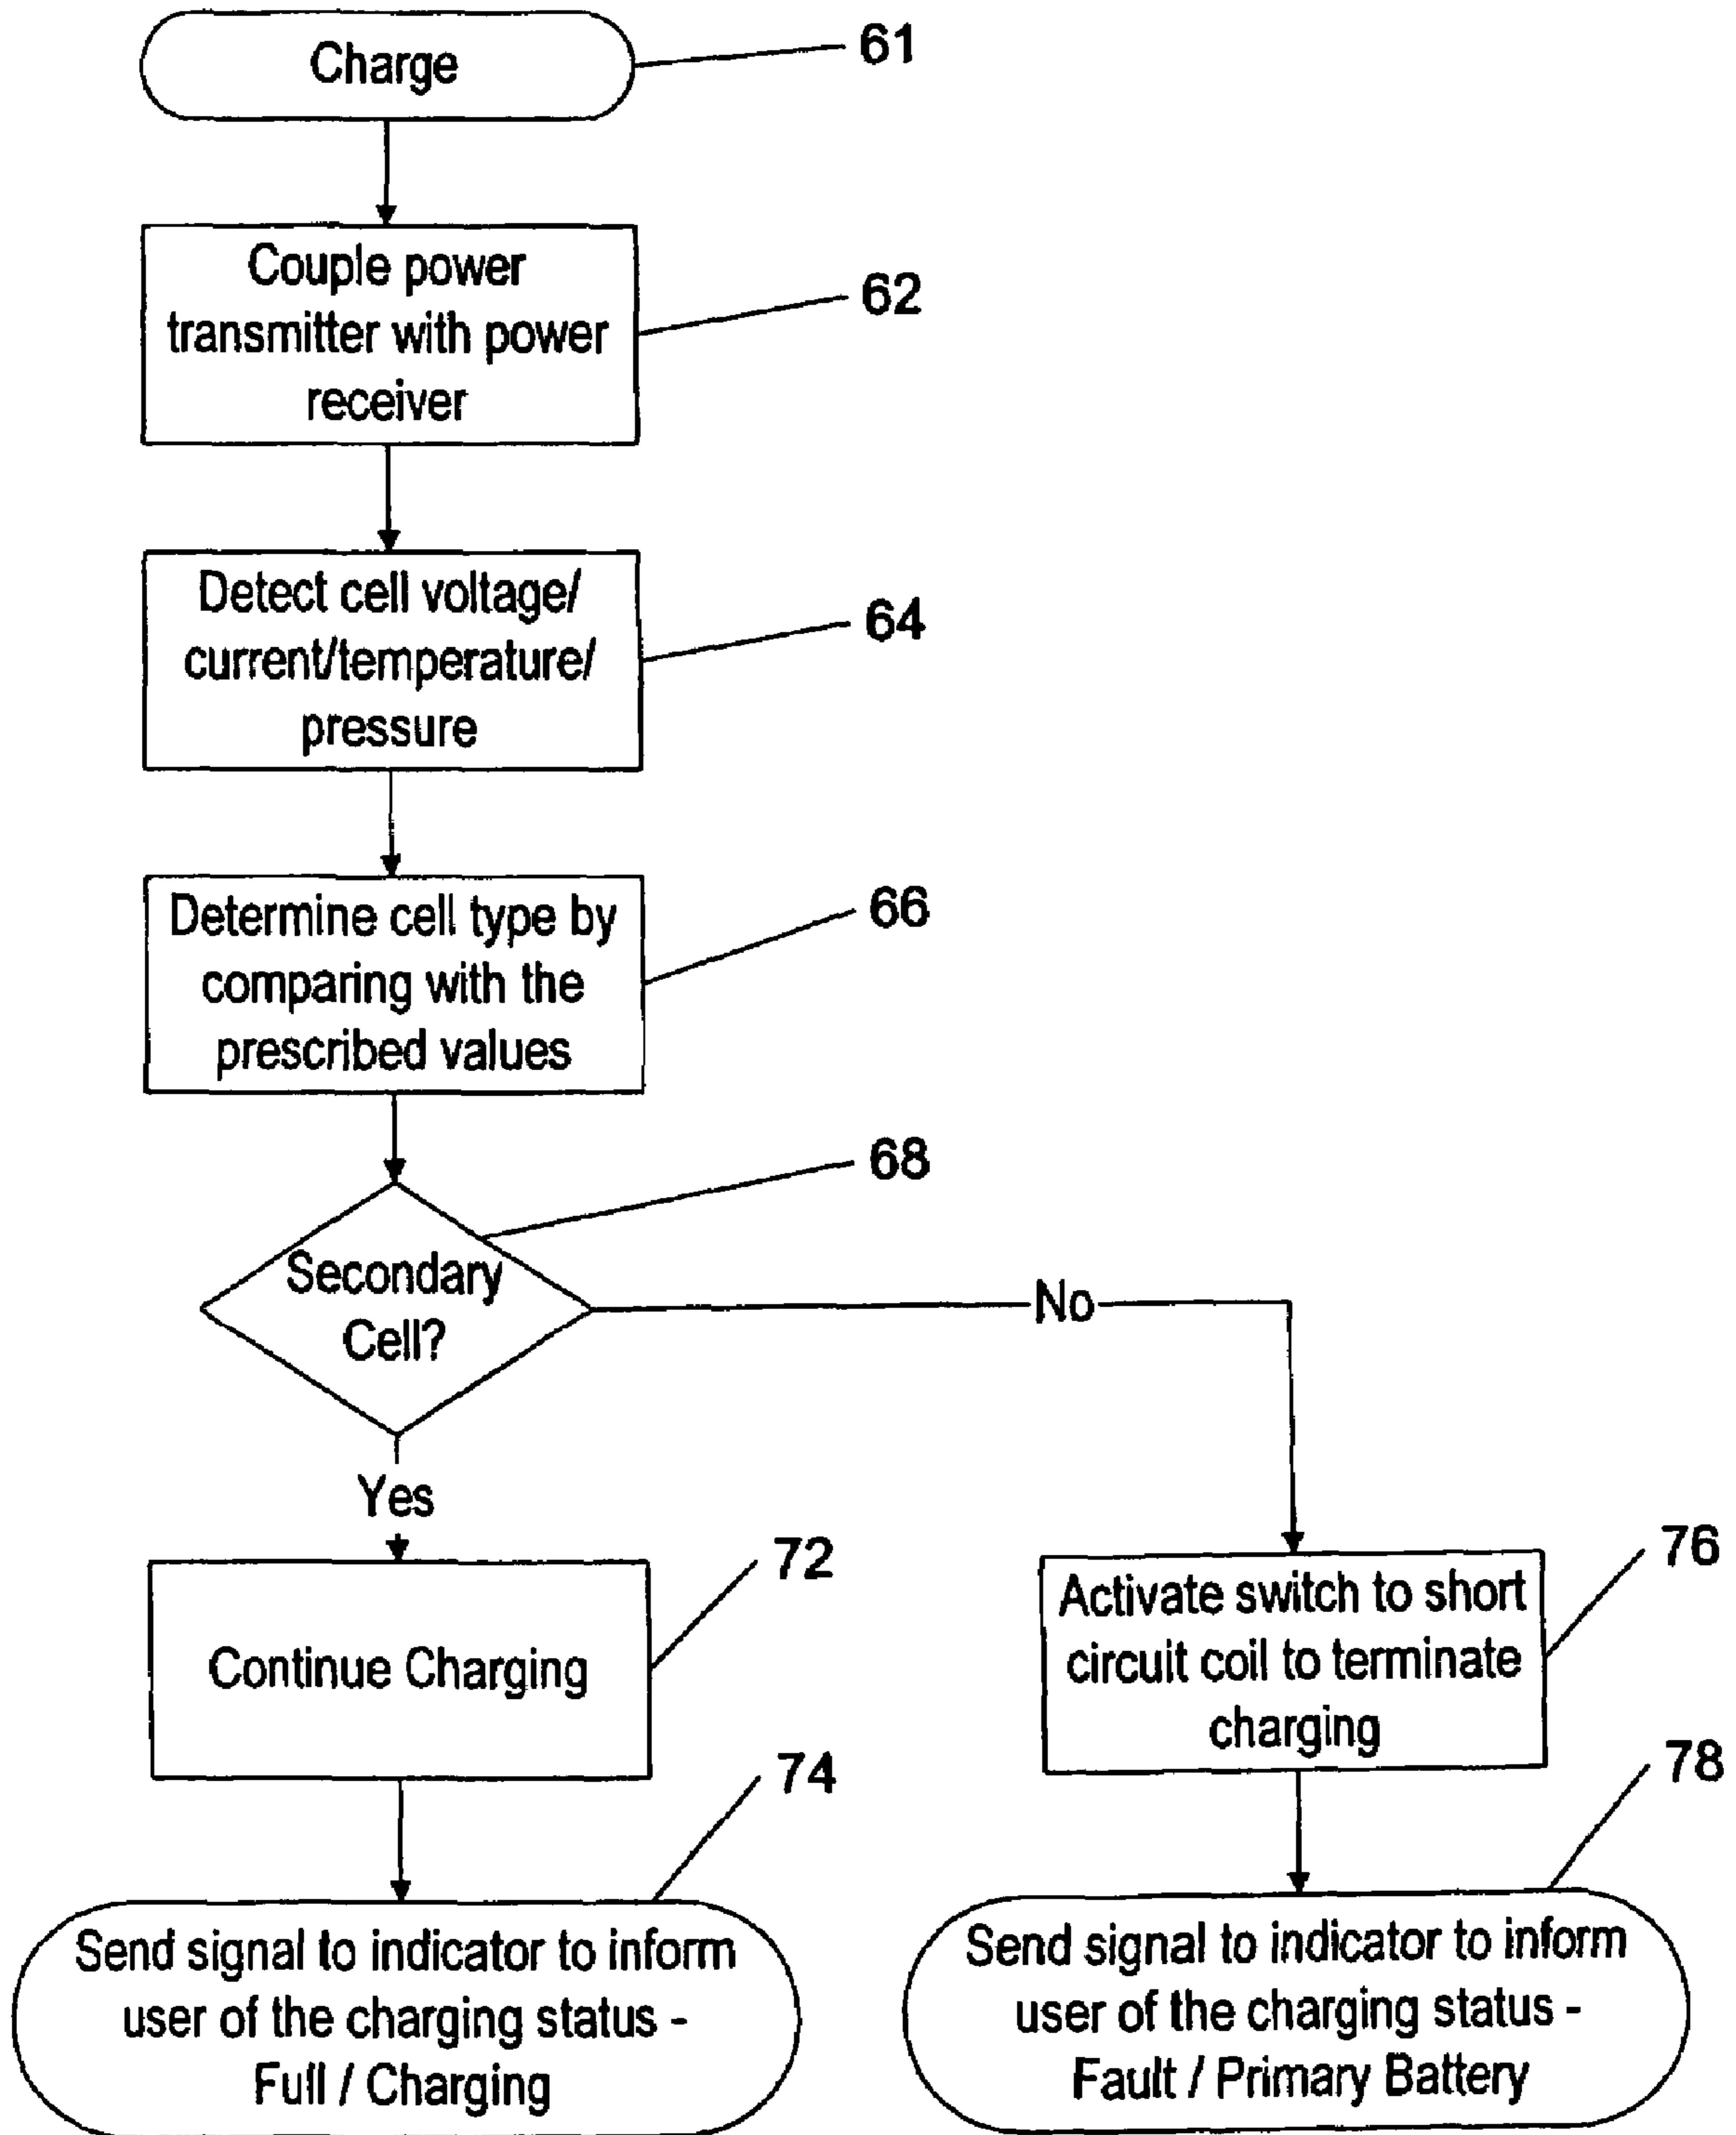 Charge
61
Couple power
transmitter with power
receiver
62
Detect cell voltage/
current/temperature/
pressure
64
Determine cell type by
comparing with the
prescribed values
66
68
Secondary
Cell?
No
Yes
Continue Charging
72
Activate switch to short
circuit coil to terminate
charging
76
74
Send signal to indicator to inform
user of the charging status -
Full / Charging
78
Send signal to indicator to inform
user of the charging status -
Fault / Primary Battery